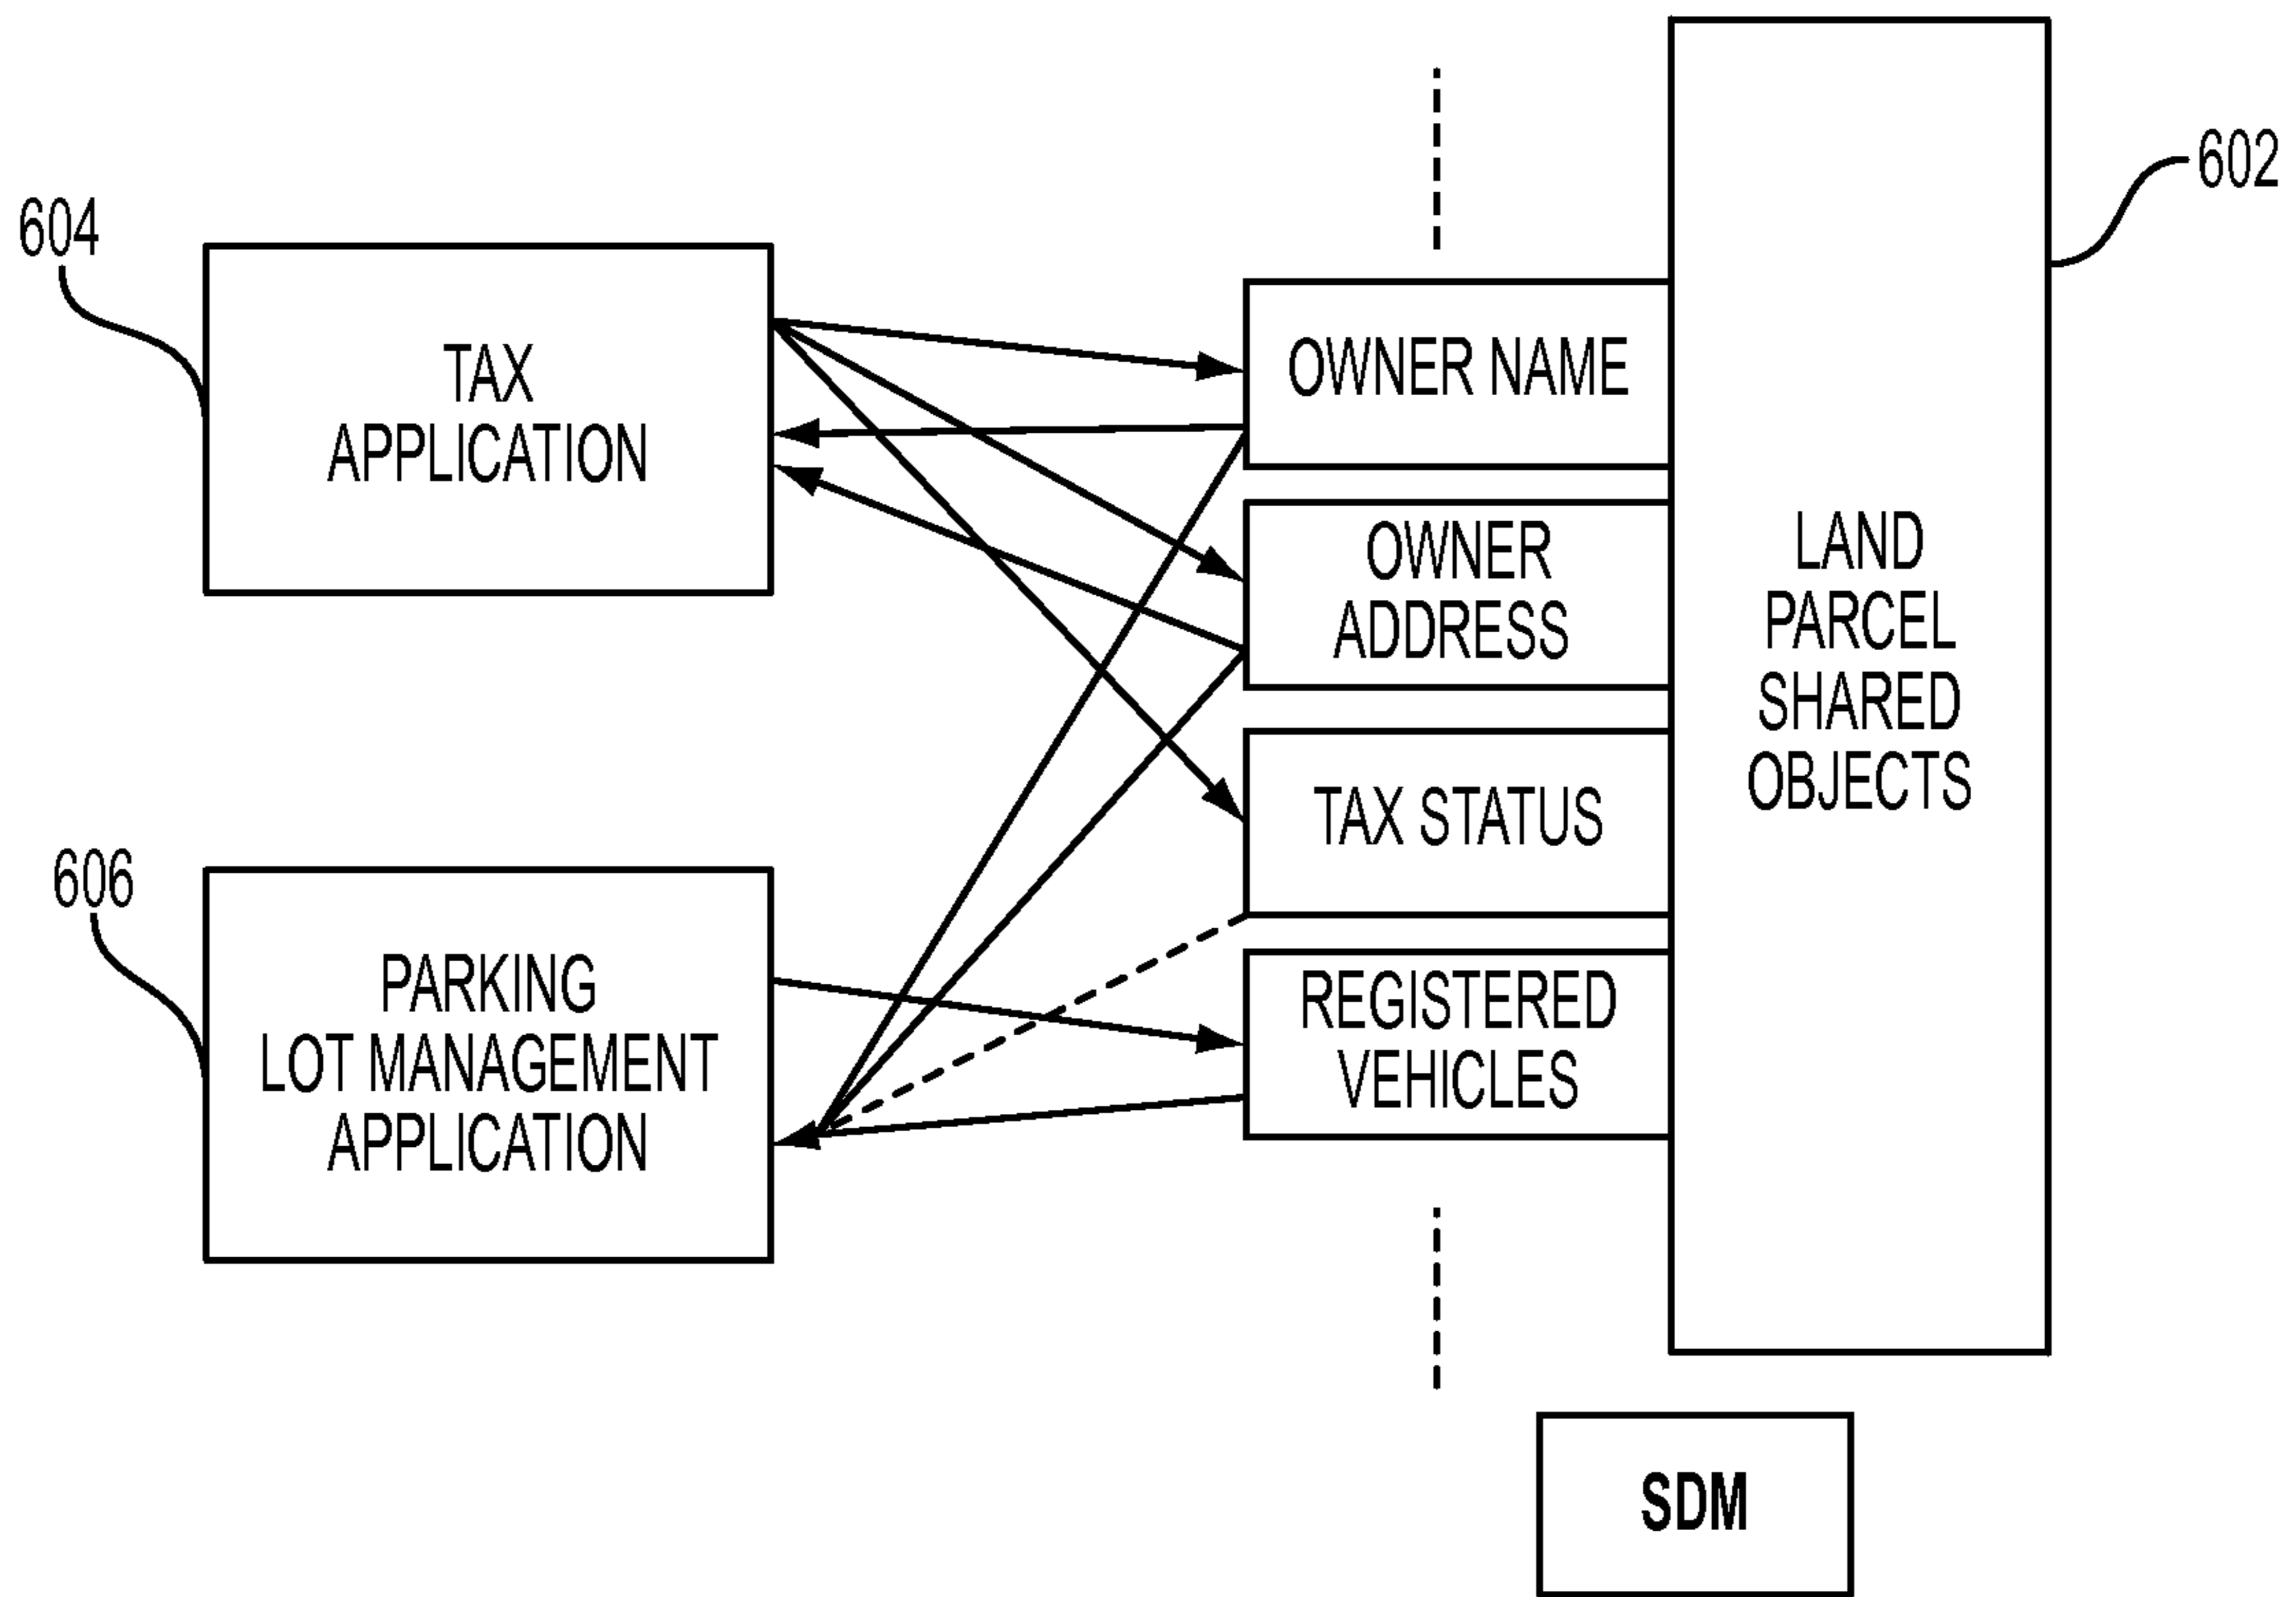 602
604
TAX
APPLICATION
OWNER NAME
OWNER
ADDRESS
TAX STATUS
REGISTERED
VEHICLES
LAND
PARCEL
SHARED
OBJECTS
606
PARKING
LOT MANAGEMENT
APPLICATION
SDM